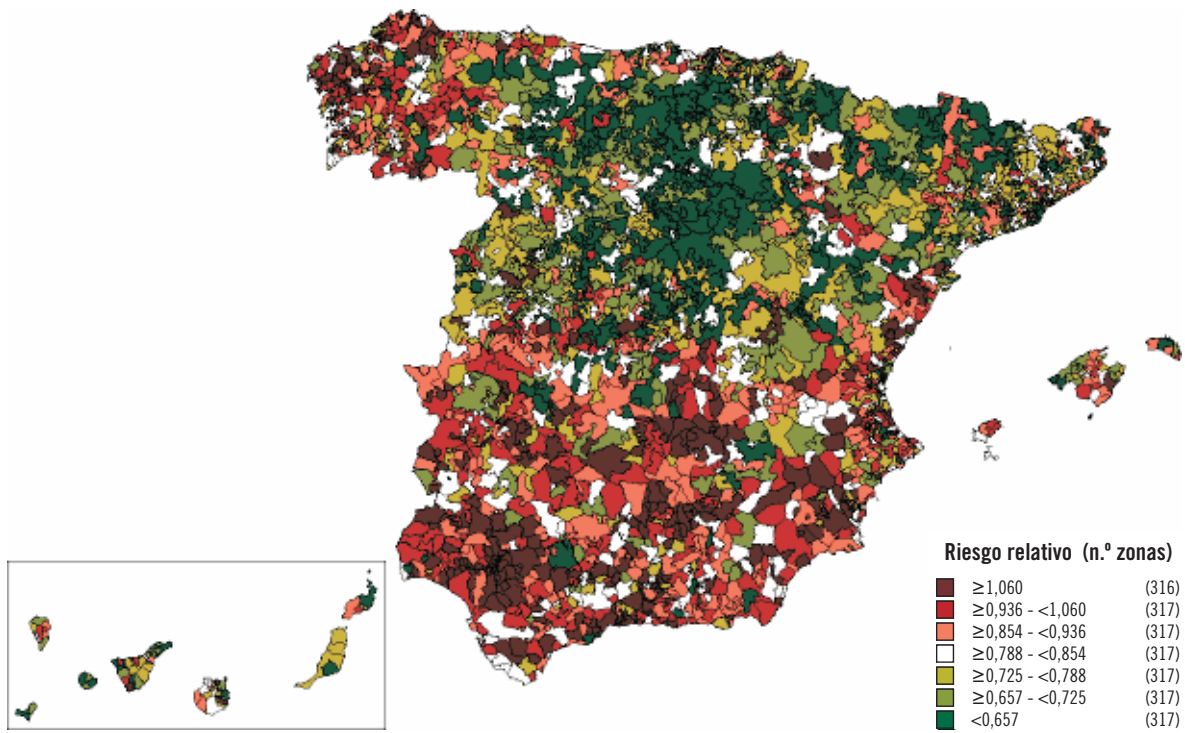 Riesgo relativo (n.º zonas)
≥1,060 (316)
≥0,936 - <1,060 (317)
≥0,854 - <0,936 (317)
≥0,788 - <0,854 (317)
≥0,725 - <0,788 (317)
≥0,657 - <0,725 (317)
<0,657 (317)